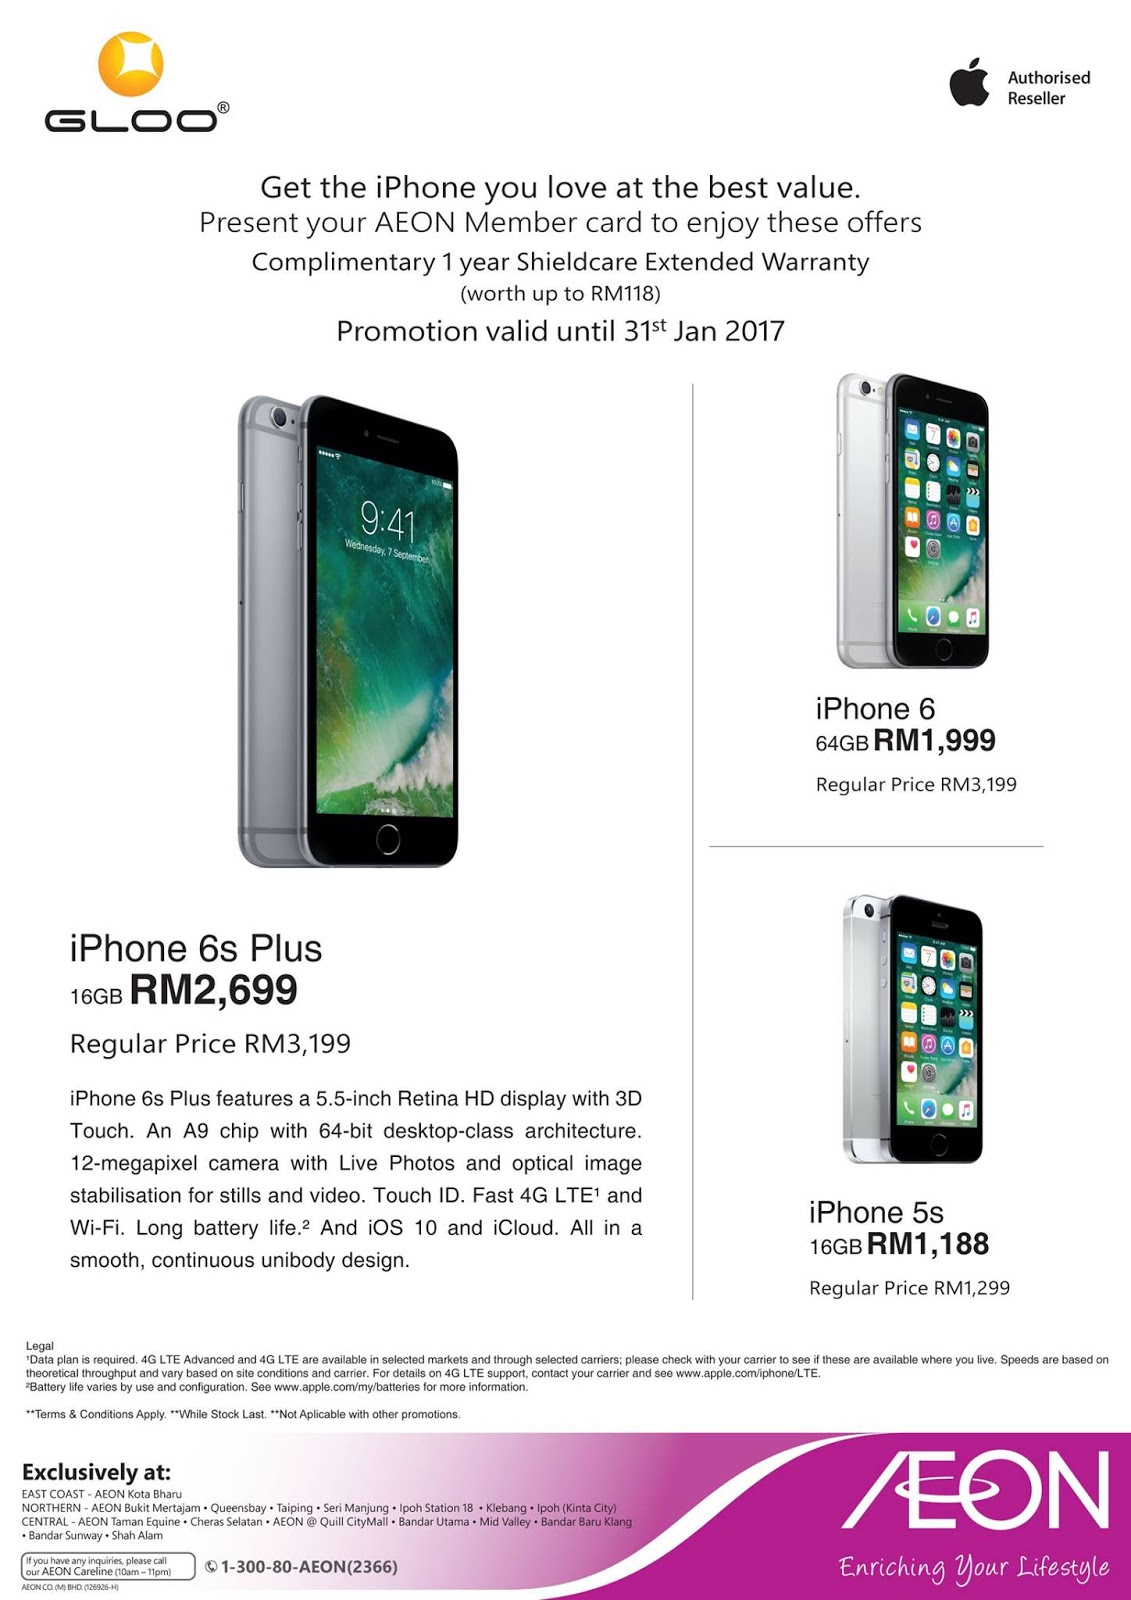 GLOO®
Authorised
Reseller
Get the iPhone you love at the best value.
Present your AEON Member card to enjoy these offers
Complimentary 1 year Shieldcare Extended Warranty
(worth up to RM118)
Promotion valid until 31st Jan 2017
9:41
Wednesday, 7 September
iPhone 6s Plus
16GB RM2,699
Regular Price RM3,199
iPhone 6s Plus features a 5.5-inch Retina HD display with 3D
Touch. An A9 chip with 64-bit desktop-class architecture.
12-megapixel camera with Live Photos and optical image
stabilisation for stills and video. Touch ID. Fast 4G LTE¹ and
Wi-Fi. Long battery life.² And iOS 10 and iCloud. All in a
smooth, continuous unibody design.
iPhone 6
64GB RM1,999
Regular Price RM3,199
iPhone 5s
16GB RM1,188
Regular Price RM1,299
Legal
¹Data plan is required. 4G LTE Advanced and 4G LTE are available in selected markets and through selected carriers; please check with your carrier to see if these are available where you live. Speeds are based on
theoretical throughput and vary based on site conditions and carrier. For details on 4G LTE support, contact your carrier and see www.apple.com/iphone/LTE.
²Battery life varies by use and configuration. See www.apple.com/my/batteries for more information.
**Terms & Conditions Apply. **While Stock Last. **Not Aplicable with other promotions.
Exclusively at:
EAST COAST - AEON Kota Bharu
NORTHERN - AEON Bukit Mertajam • Queensbay • Taiping • Seri Manjung • Ipoh Station 18 • Klebang • Ipoh (Kinta City)
CENTRAL - AEON Taman Equine • Cheras Selatan • AEON @ Quill CityMall • Bandar Utama • Mid Valley • Bandar Baru Klang
• Bandar Sunway • Shah Alam
If you have any inquiries, please call
our AEON Careline (10am – 11pm)
1-300-80-AEON(2366)
AEON CO. (M) BHD. (126926-H)
ÆON
Enriching Your Lifestyle